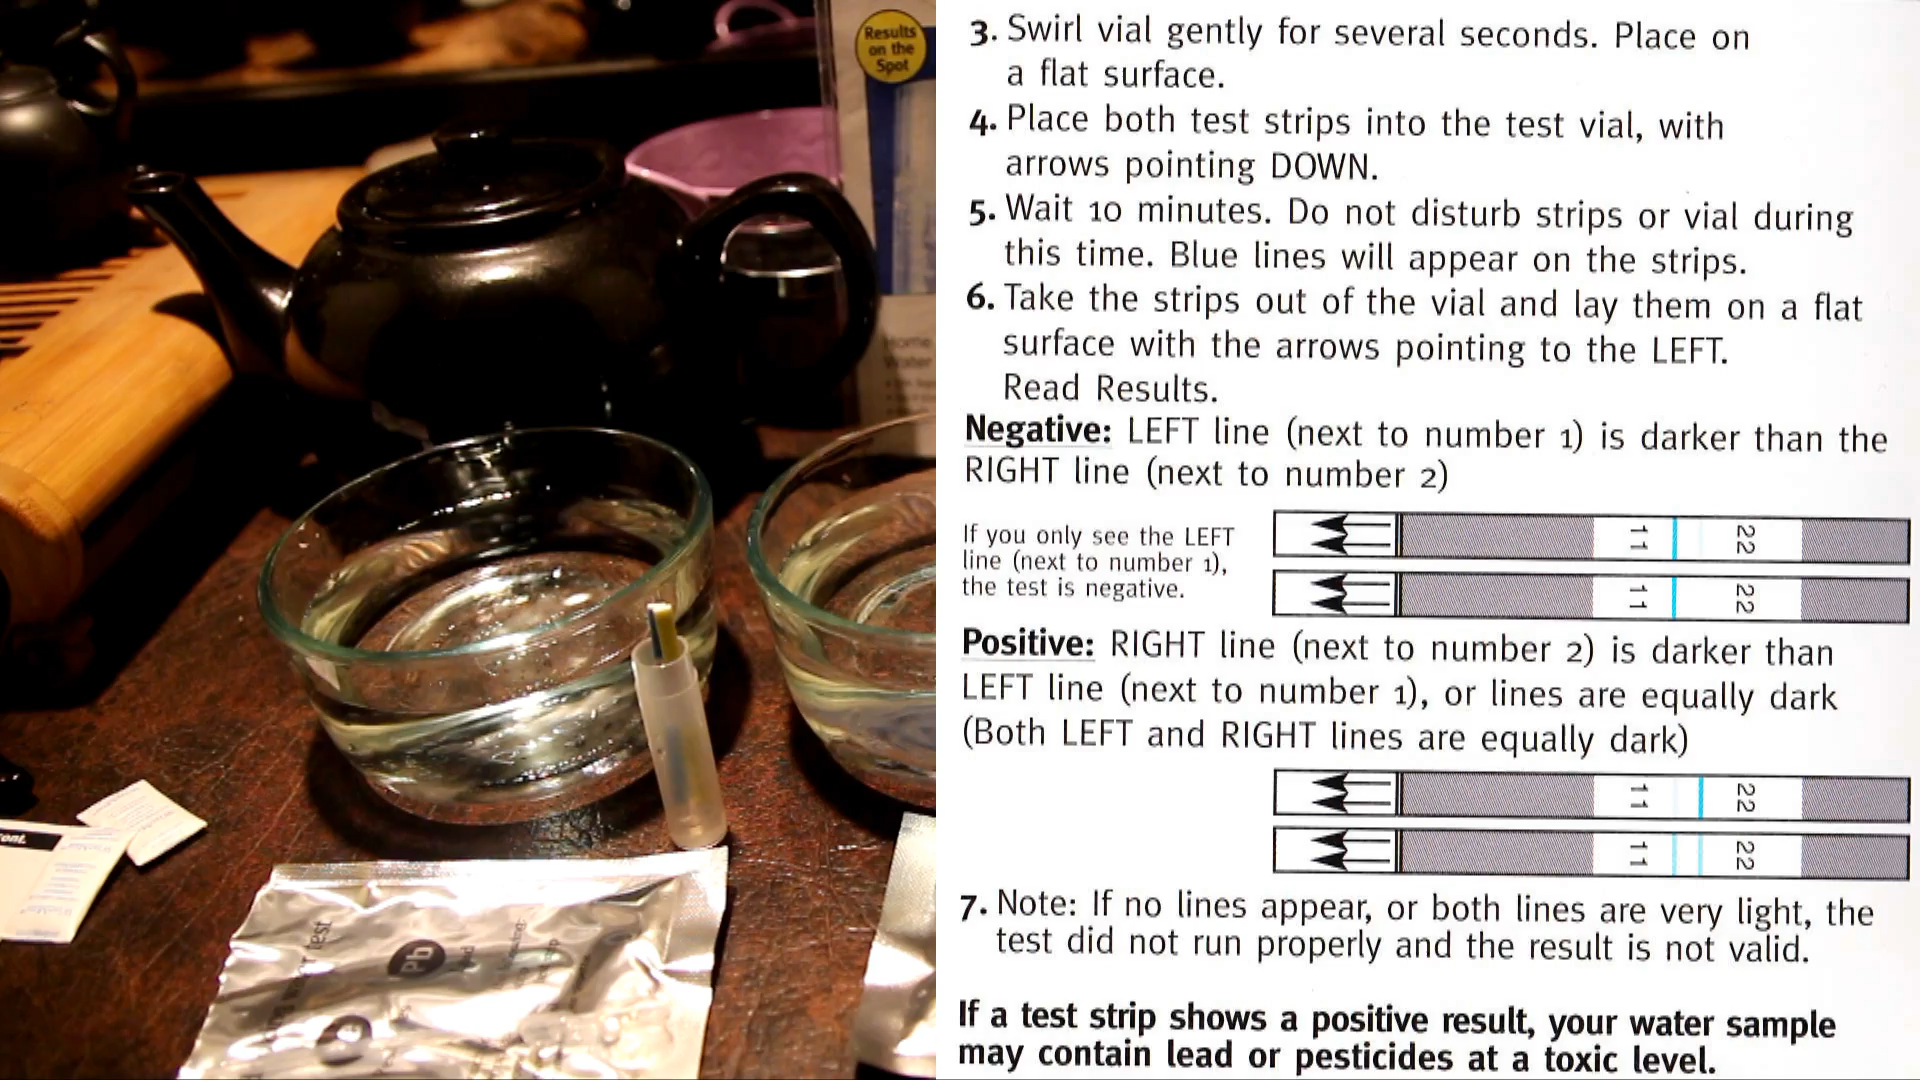 Results
on the
Spot
Home
Water
ont.
test
Pb
3. Swirl vial gently for several seconds. Place on
a flat surface.
4. Place both test strips into the test vial, with
arrows pointing DOWN.
5. Wait 10 minutes. Do not disturb strips or vial during
this time. Blue lines will appear on the strips.
6. Take the strips out of the vial and lay them on a flat
surface with the arrows pointing to the LEFT.
Read Results.
Negative: LEFT line (next to number 1) is darker than the
RIGHT line (next to number 2)
If you only see the LEFT
line (next to number 1),
the test is negative.
11 22
11 22
Positive: RIGHT line (next to number 2) is darker than
LEFT line (next to number 1), or lines are equally dark
(Both LEFT and RIGHT lines are equally dark)
11 22
11 22
7. Note: If no lines appear, or both lines are very light, the
test did not run properly and the result is not valid.
If a test strip shows a positive result, your water sample
may contain lead or pesticides at a toxic level.